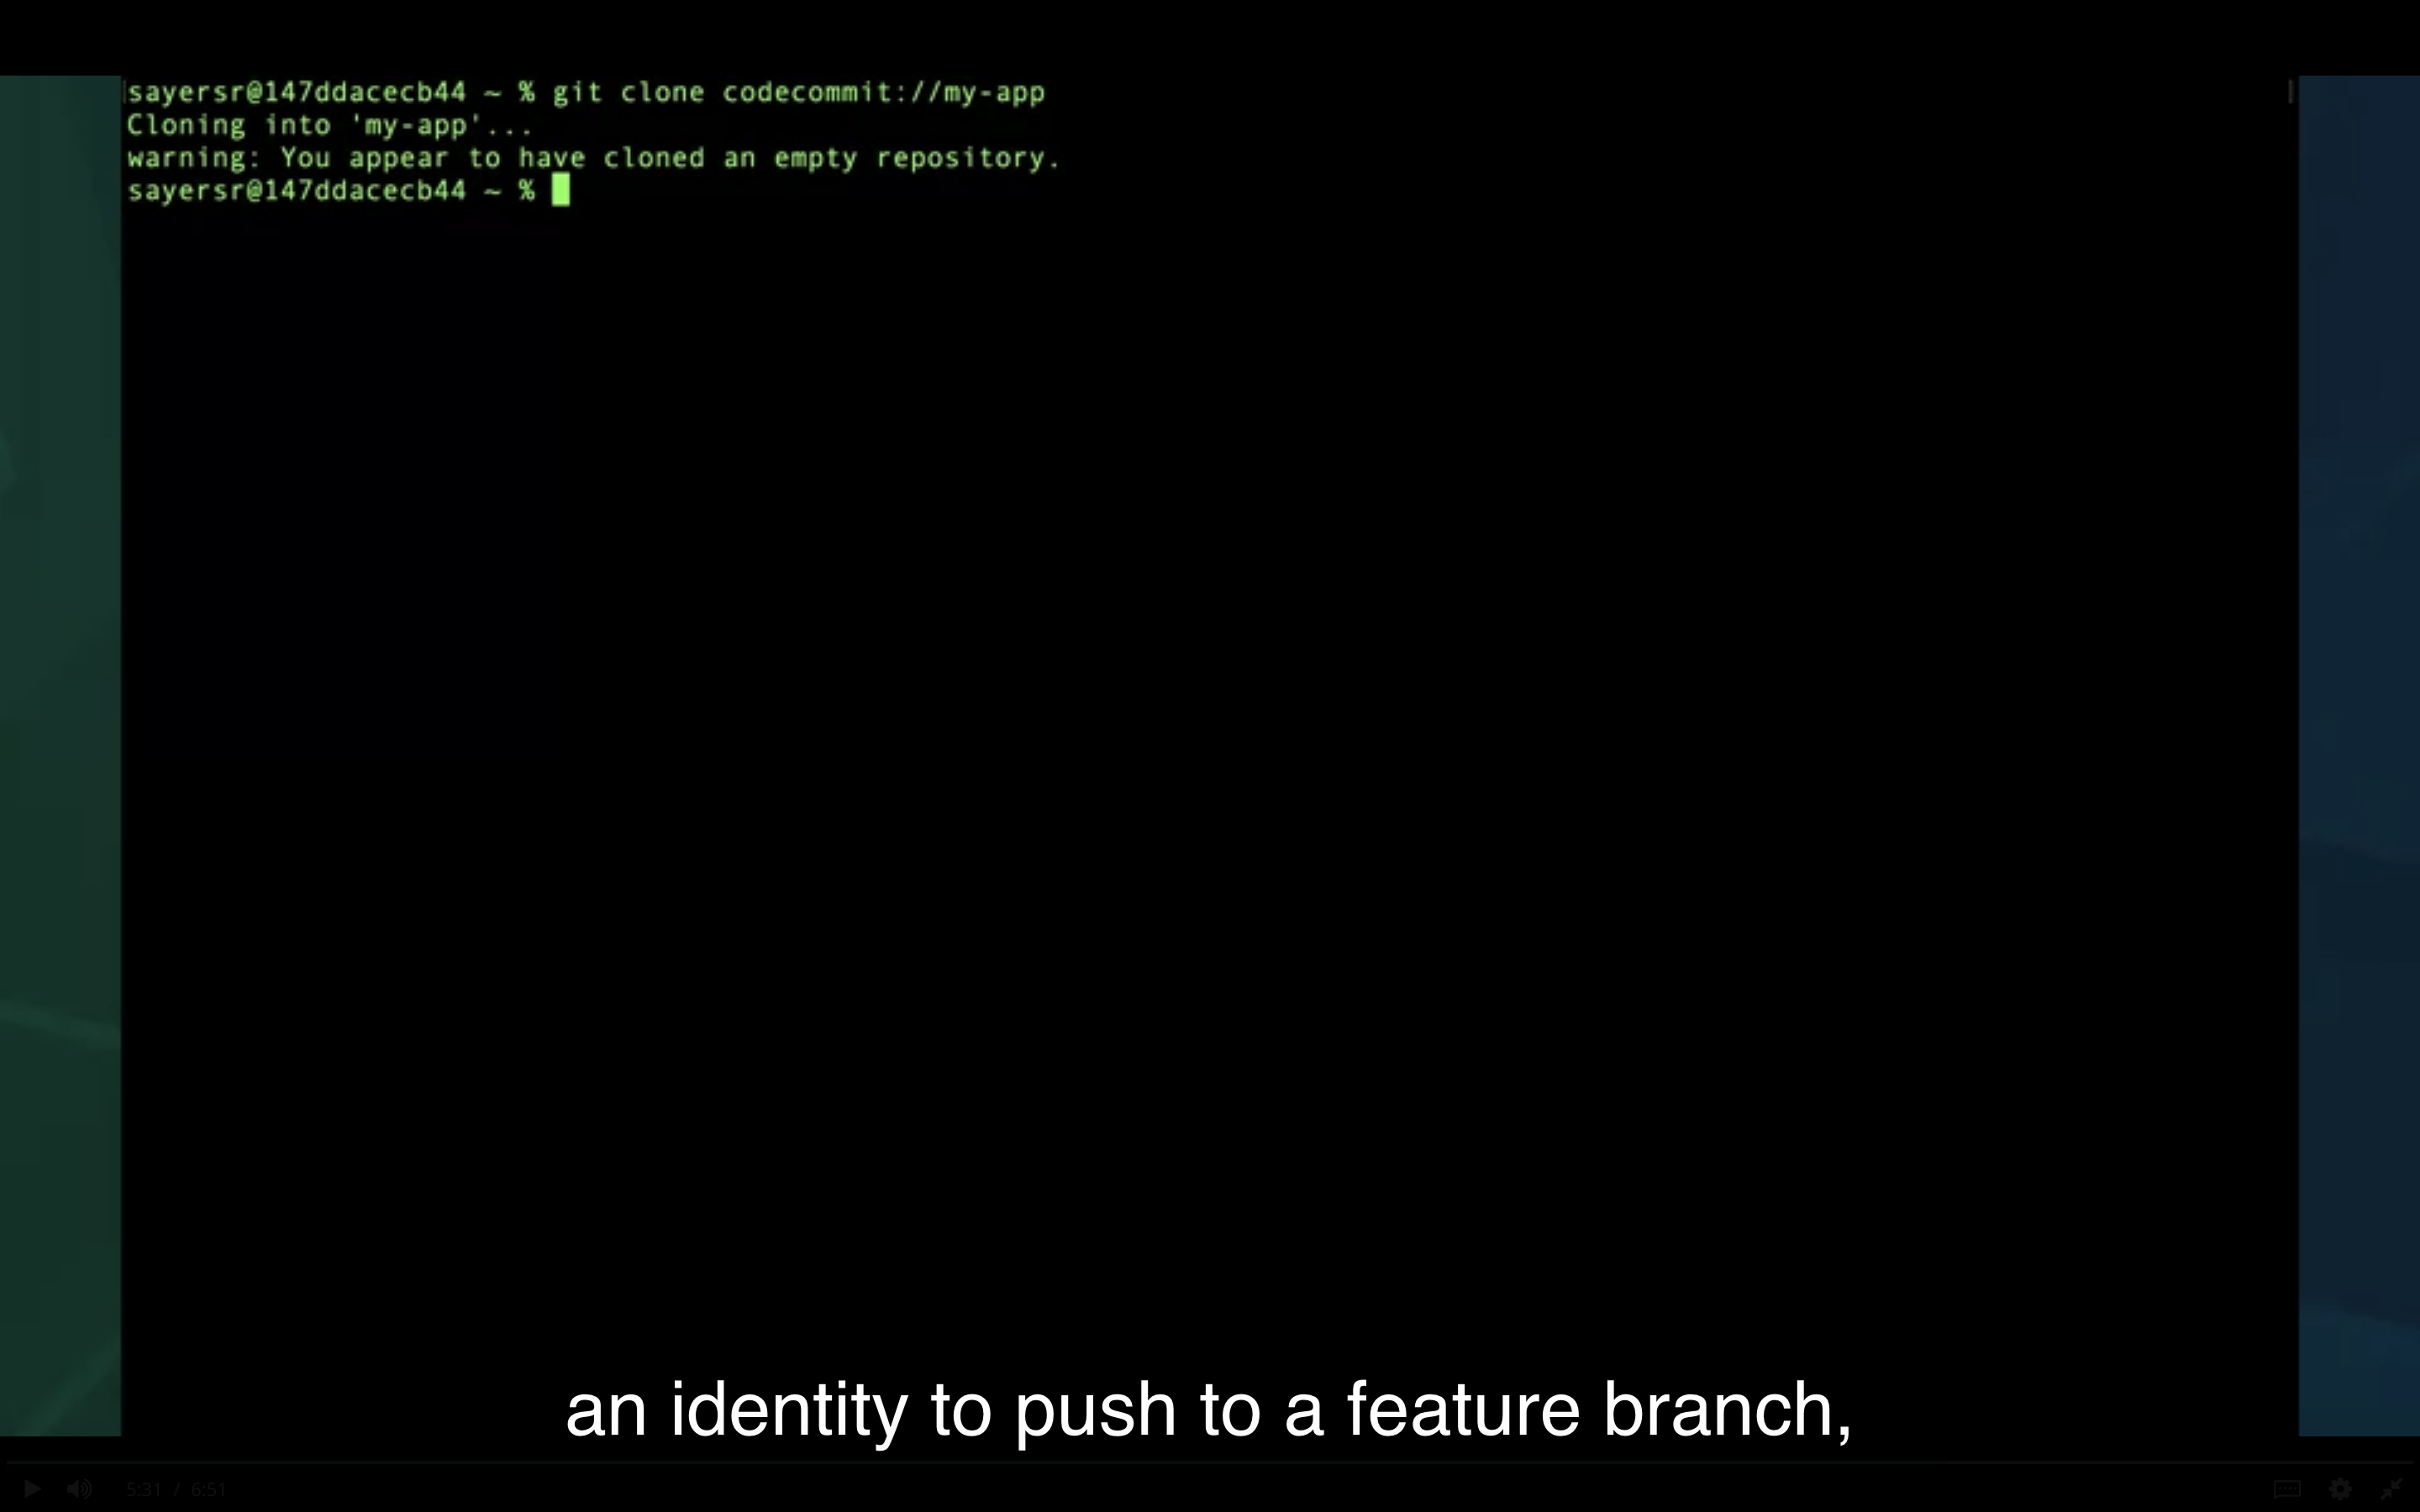 sayersr@147ddacecb44 ~ % git clone codecommit://my-app
Cloning into 'my-app'...
warning: You appear to have cloned an empty repository.
sayersr@147ddacecb44 ~ %
an identity to push to a feature branch,
5:31 / 6:51